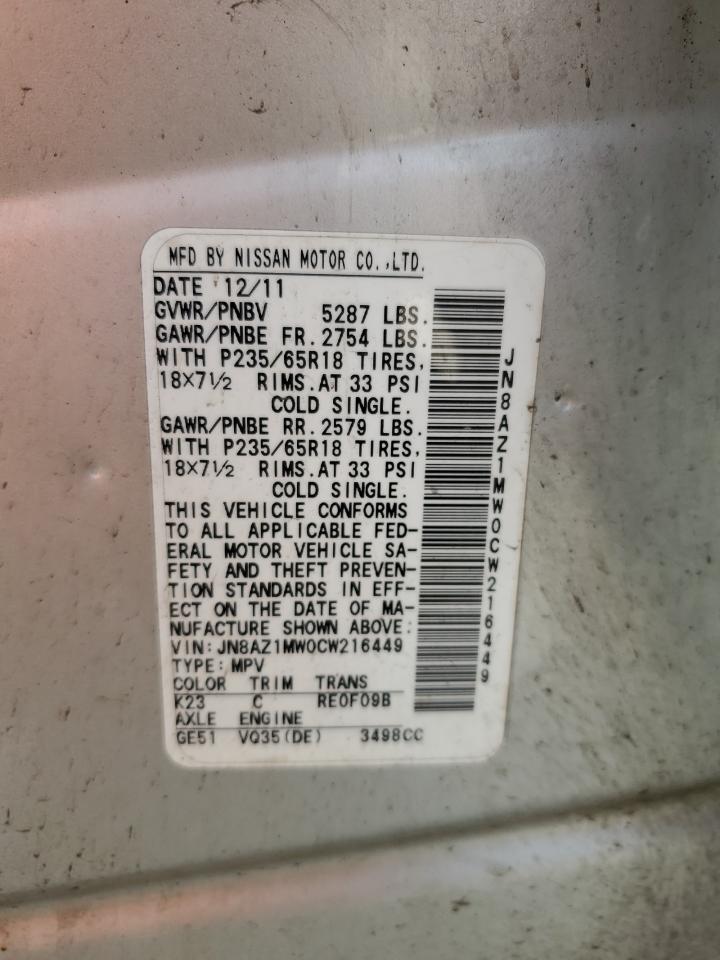 MFD BY NISSAN MOTOR CO.,LTD.
DATE 12/11
GVWR/PNBV 5287 LBS.
GAWR/PNBE FR. 2754 LBS.
WITH P235/65R18 TIRES,
18×7½ RIMS.AT 33 PSI
COLD SINGLE.
GAWR/PNBE RR. 2579 LBS.
WITH P235/65R18 TIRES,
18×7½ RIMS.AT 33 PSI
COLD SINGLE.
THIS VEHICLE CONFORMS
TO ALL APPLICABLE FED-
ERAL MOTOR VEHICLE SA-
FETY AND THEFT PREVEN-
TION STANDARDS IN EFF-
ECT ON THE DATE OF MA-
NUFACTURE SHOWN ABOVE:
VIN:JN8AZ1MW0CW216449
TYPE:MPV
COLOR TRIM TRANS
K23 C RE0F09B
AXLE ENGINE
GE51 VQ35(DE) 3498CC
JN8AZ1MW0CW216449